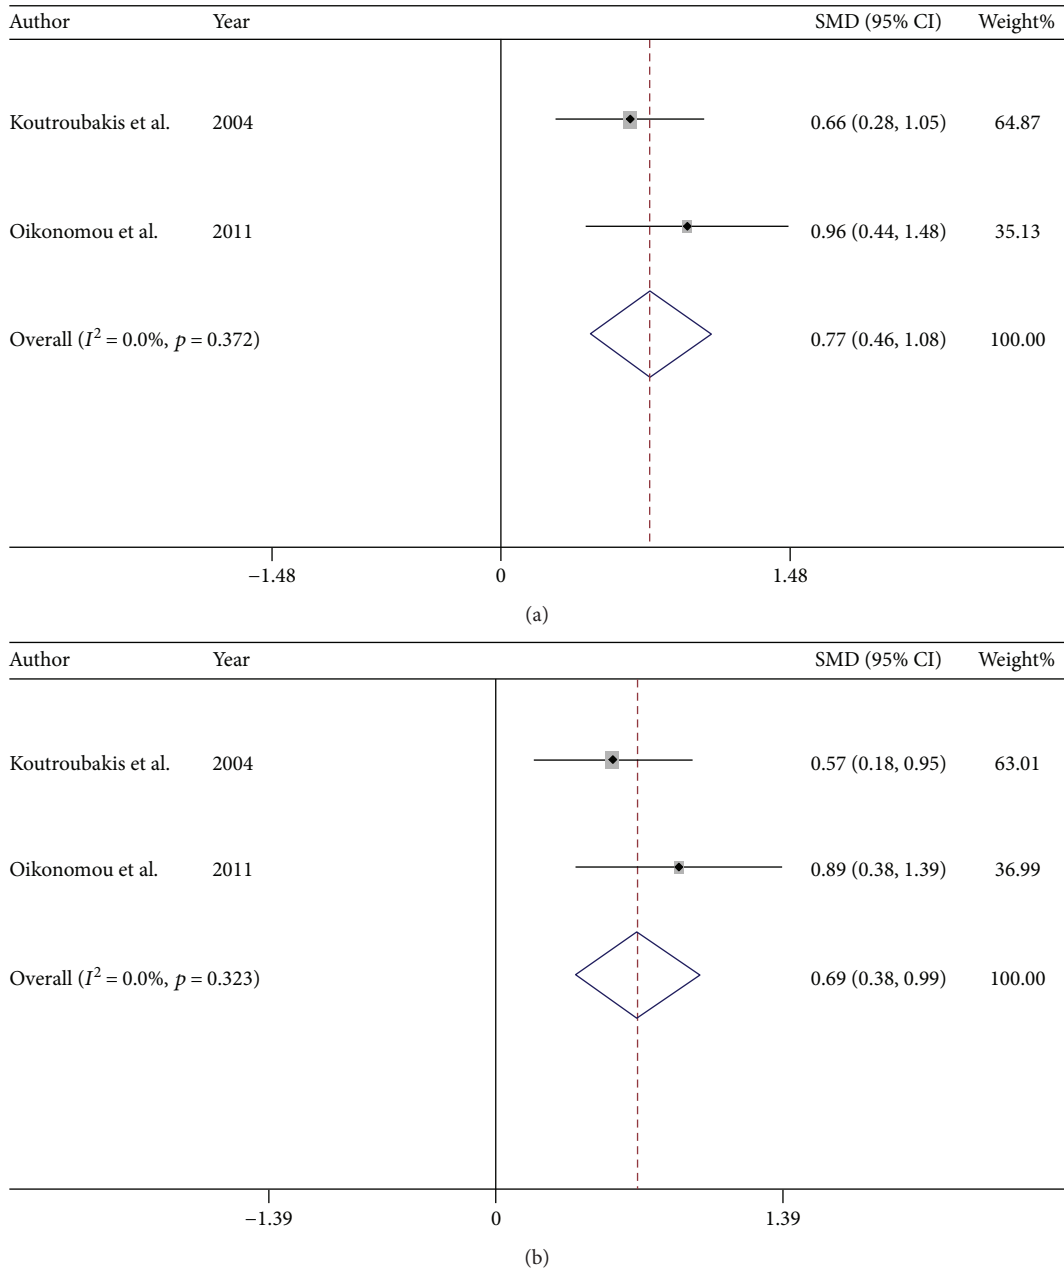 Author Year SMD (95% CI) Weight%
Koutroubakis et al. 2004 0.66 (0.28, 1.05) 64.87
Oikonomou et al. 2011 0.96 (0.44, 1.48) 35.13
Overall (I² = 0.0%, p = 0.372) 0.77 (0.46, 1.08) 100.00
−1.48 0 1.48
(a)
Author Year SMD (95% CI) Weight%
Koutroubakis et al. 2004 0.57 (0.18, 0.95) 63.01
Oikonomou et al. 2011 0.89 (0.38, 1.39) 36.99
Overall (I² = 0.0%, p = 0.323) 0.69 (0.38, 0.99) 100.00
−1.39 0 1.39
(b)